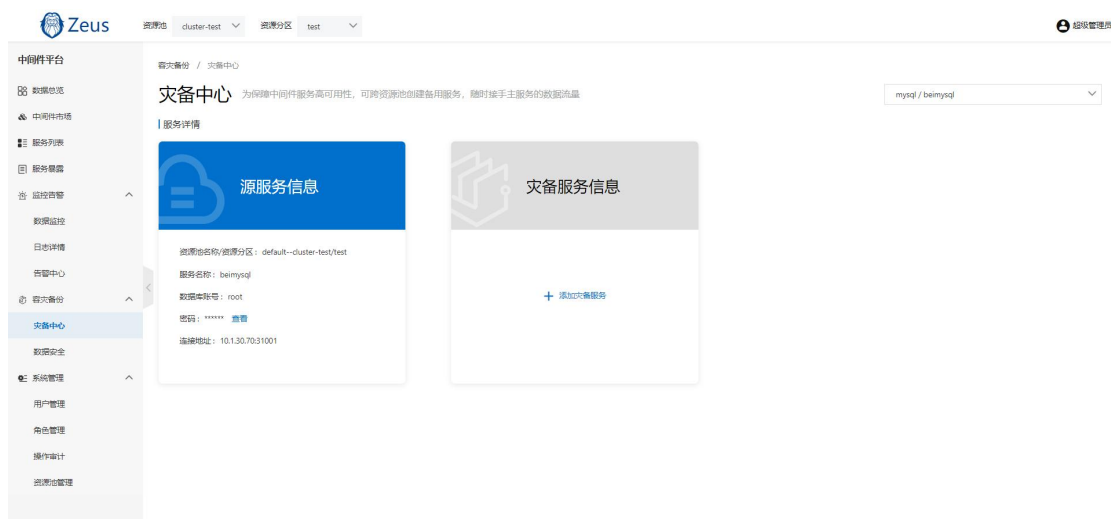 Zeus
资源池 cluster-test 资源分区 test
超级管理员
中间件平台
数据总览
中间件市场
服务列表
服务暴露
监控告警
数据监控
日志详情
告警中心
容灾备份
灾备中心
数据安全
系统管理
用户管理
角色管理
操作审计
资源池管理
容灾备份 / 灾备中心
灾备中心 为保障中间件服务高可用性，可跨资源池创建备用服务，随时接手主服务的数据流量
mysql / beimysql
服务详情
源服务信息
资源池名称/资源分区：default--cluster-test/test
服务名称：beimysql
数据库账号：root
密码：****** 查看
连接地址：10.1.30.70:31001
灾备服务信息
+ 添加灾备服务